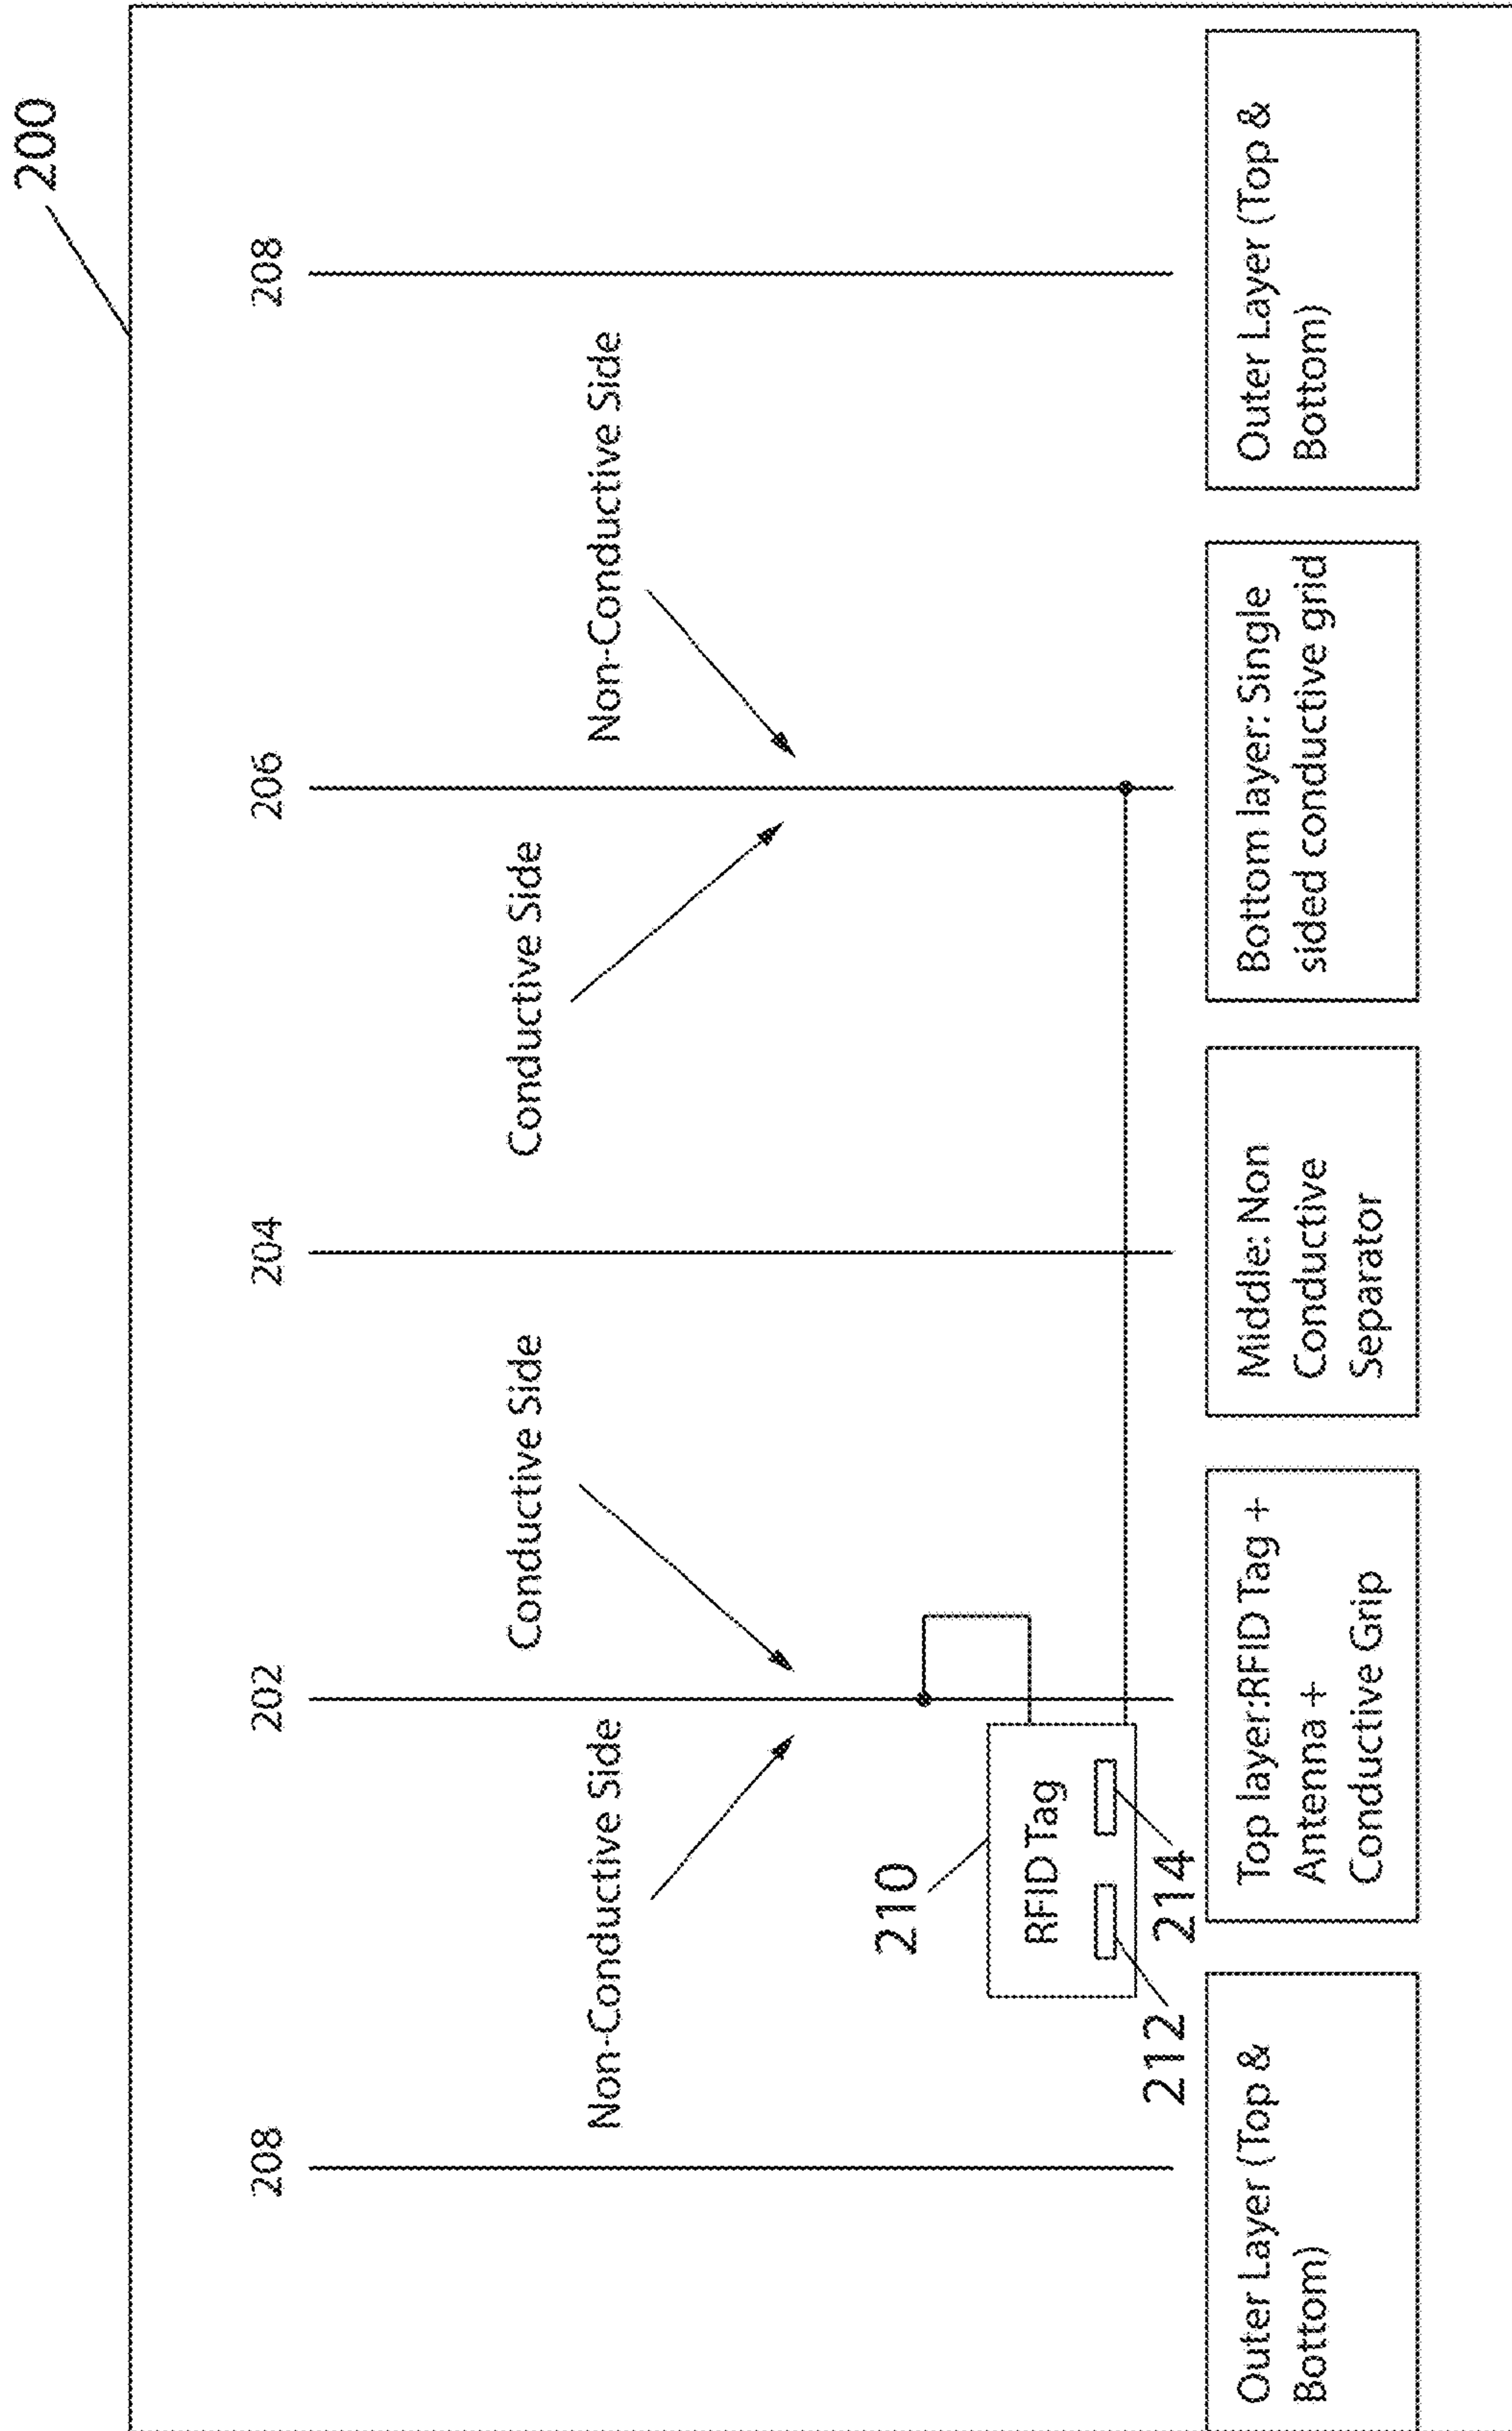 200
208
202
204
206
208
Non-Conductive Side
Conductive Side
Conductive Side
Non-Conductive Side
210
RFID Tag
212
214
Outer Layer (Top &
Bottom)
Top layer:RFID Tag +
Antenna +
Conductive Grip
Middle: Non
Conductive
Separator
Bottom layer: Single
sided conductive grid
Outer Layer (Top &
Bottom)